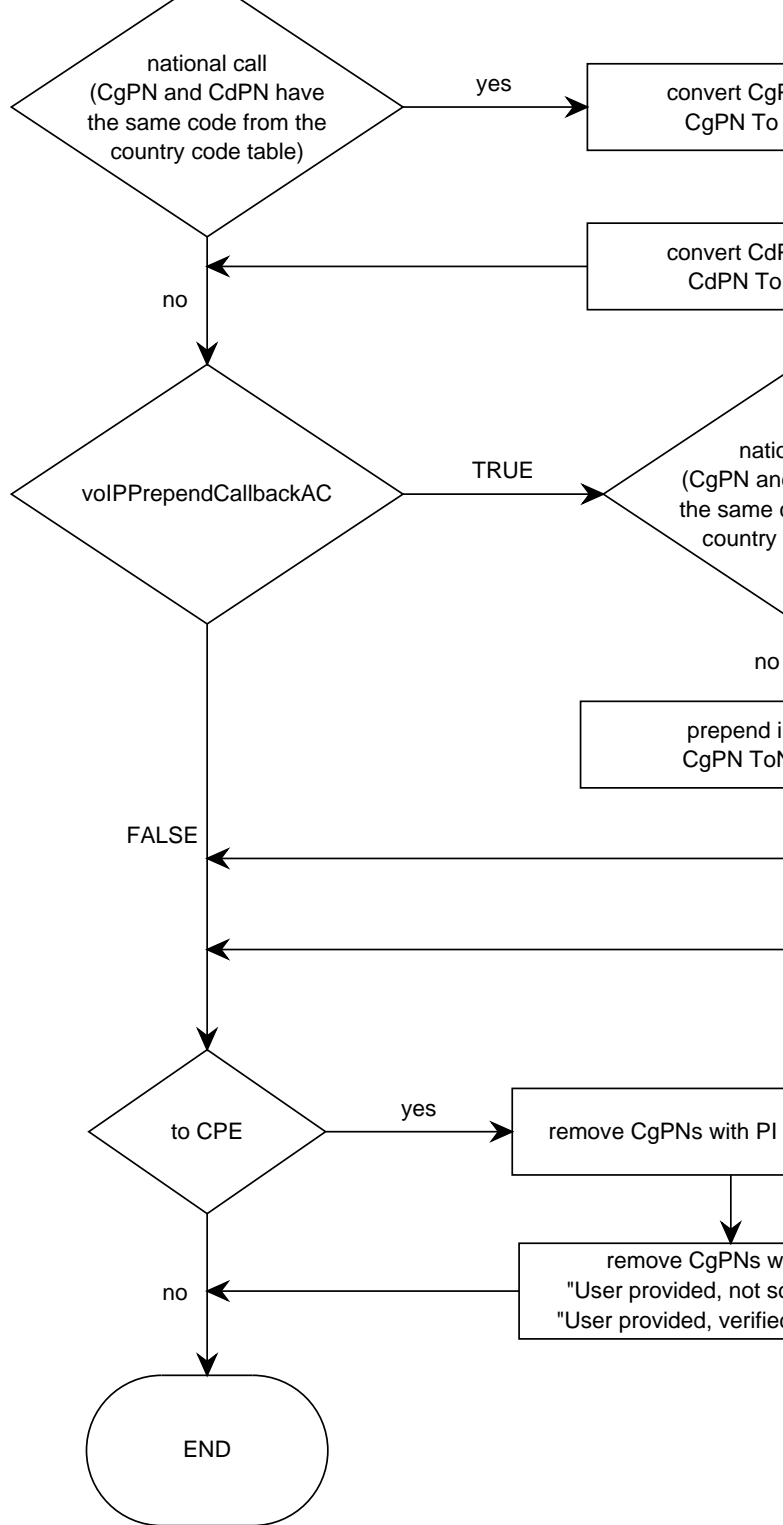 national call
(CgPN and CdPN have
the same code from the
country code table)
yes
convert CgP
CgPN To
convert CdP
CdPN To
no
voIPPrependCallbackAC
TRUE
natio
(CgPN and
the same c
country
no
prepend i
CgPN ToN
FALSE
to CPE
yes
remove CgPNs with PI
remove CgPNs w
"User provided, not sc
"User provided, verified
no
END